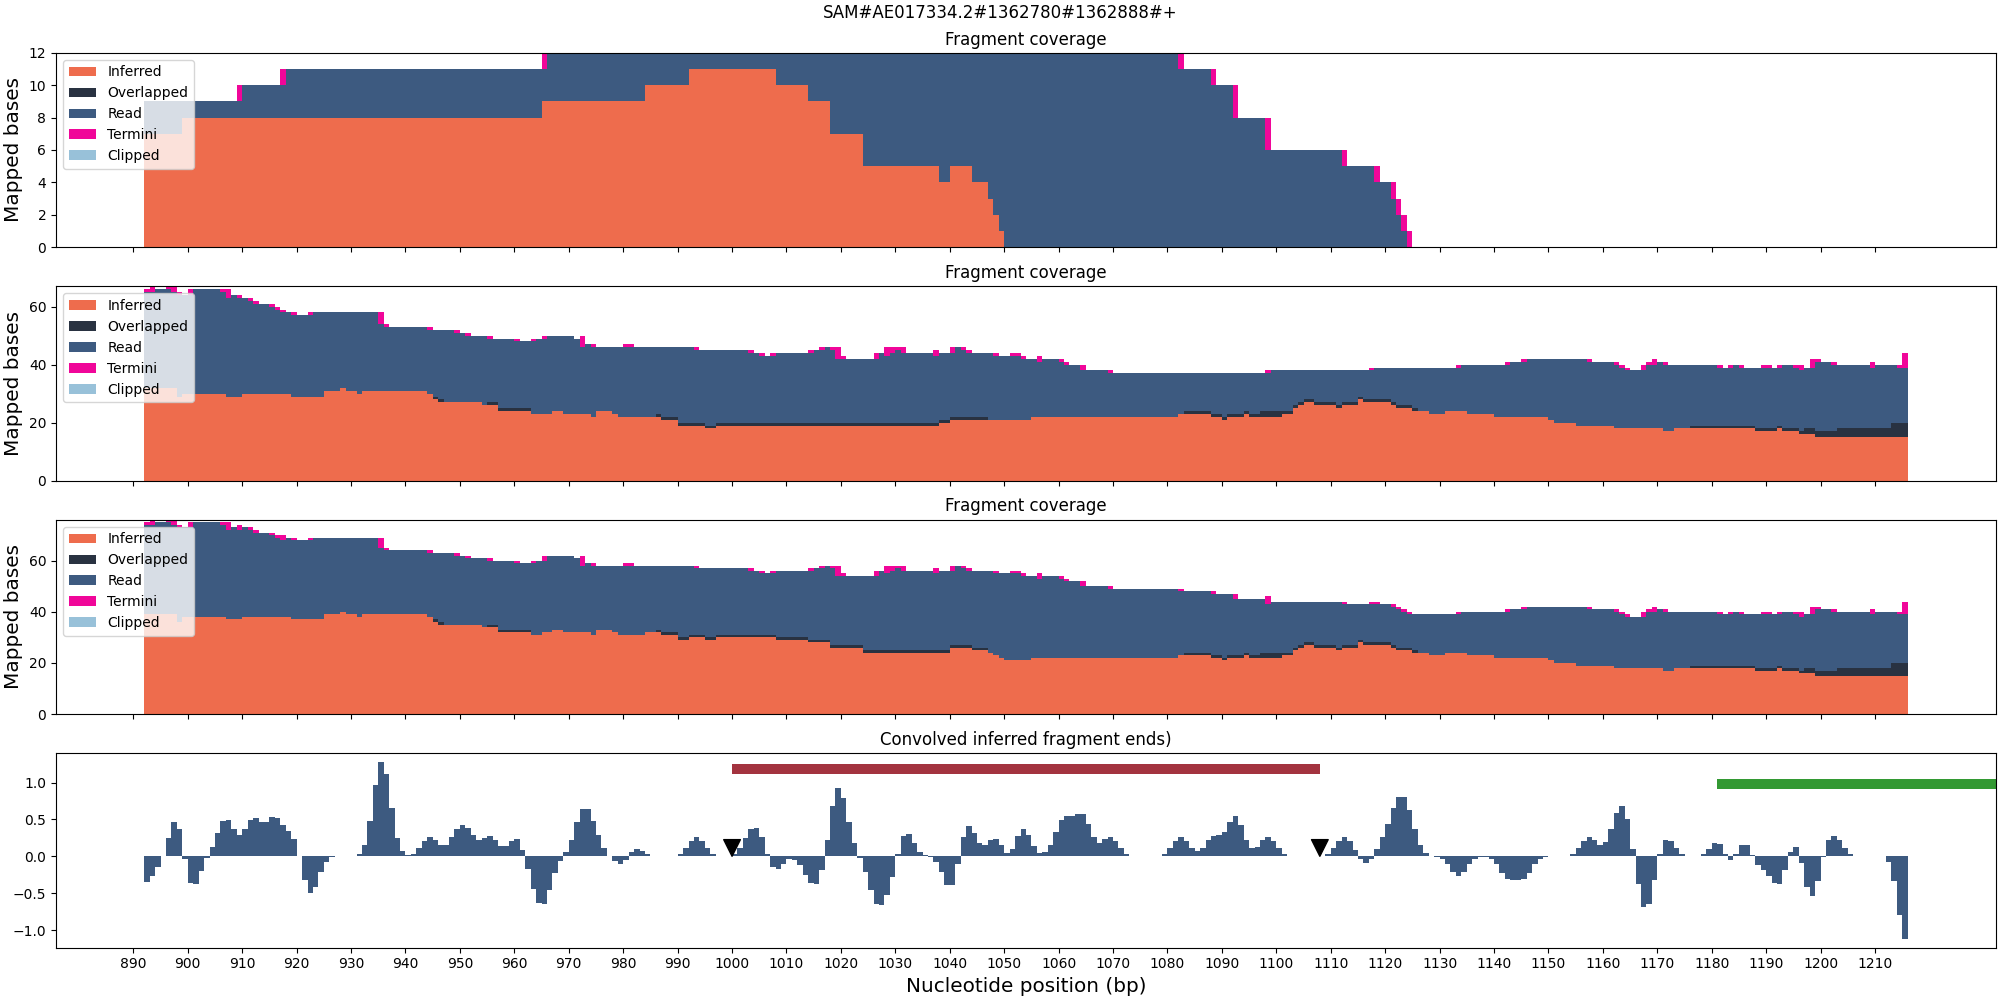 SAM#AE017334.2#1362780#1362888#+
Fragment coverage
Mapped bases
12
10
8
6
4
2
0
Inferred
Overlapped
Read
Termini
Clipped
Fragment coverage
Mapped bases
60
40
20
0
Inferred
Overlapped
Read
Termini
Clipped
Fragment coverage
Mapped bases
60
40
20
0
Inferred
Overlapped
Read
Termini
Clipped
Convolved inferred fragment ends)
1.0
0.5
0.0
−0.5
−1.0
890 900 910 920 930 940 950 960 970 980 990 1000 1010 1020 1030 1040 1050 1060 1070 1080 1090 1100 1110 1120 1130 1140 1150 1160 1170 1180 1190 1200 1210
Nucleotide position (bp)